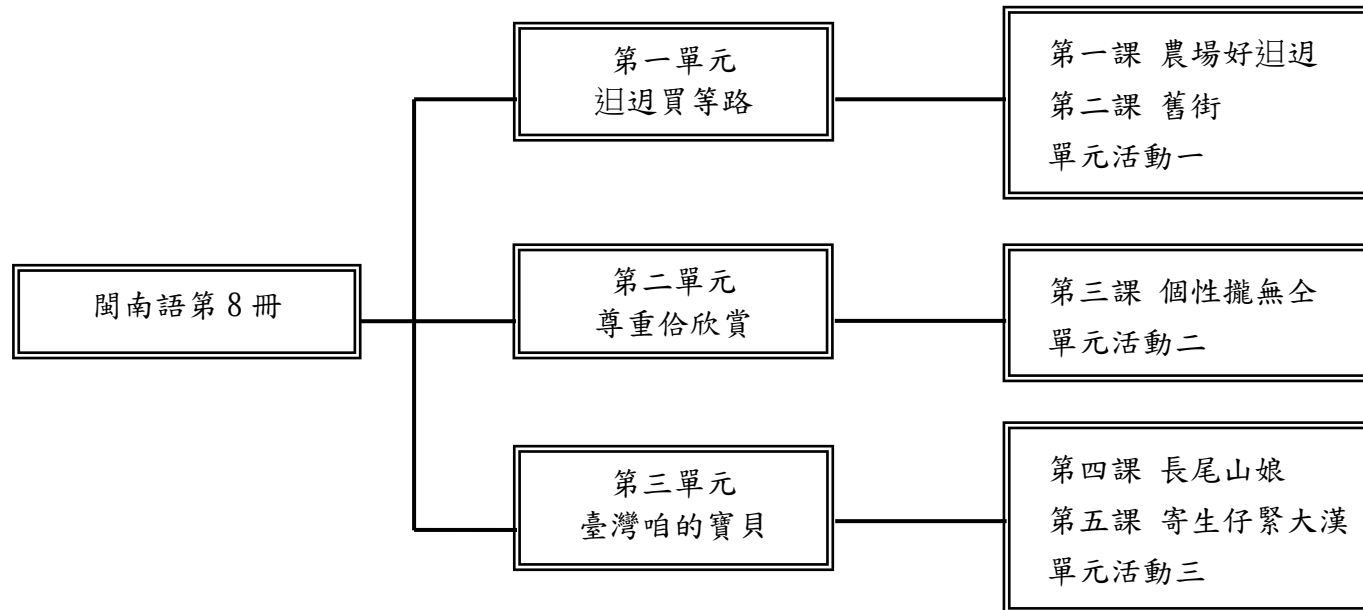 閩南語第8冊
第一單元
𨑨迌買等路
第一課 農場好𨑨迌
第二課 舊街
單元活動一
第二單元
尊重佮欣賞
第三課 個性攏無仝
單元活動二
第三單元
臺灣咱的寶貝
第四課 長尾山娘
第五課 寄生仔緊大漢
單元活動三